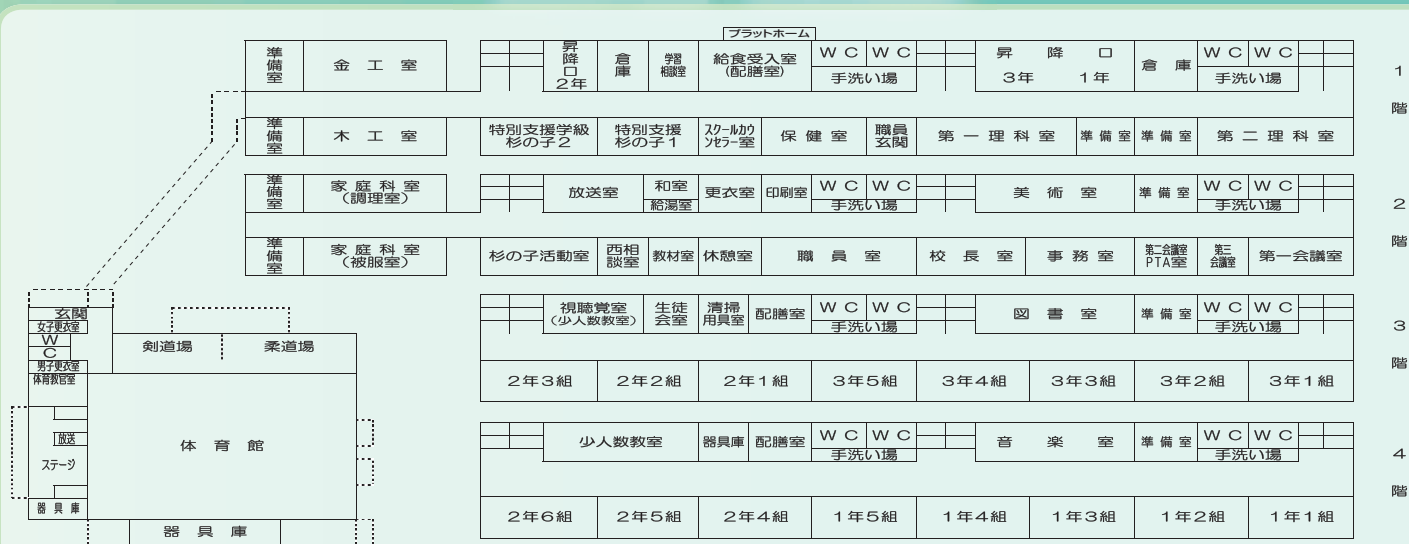 プラットホーム
準備室 金工室 昇降口2年 倉庫 学習相談室 給食受入室 WC WC 昇降口 倉庫 WC WC
(配膳室) 手洗い場 3年 1年 手洗い場
1階
準備室 木工室 特別支援学級 特別支援 スクールカウ 保健室 職員 第一理科室 準備室 準備室 第二理科室
杉の子2 杉の子1 ンセラー室 玄関
準備室 家庭科室 放送室 和室 更衣室 印刷室 WC WC 美術室 準備室 WC WC
(調理室) 給湯室 手洗い場 手洗い場
2階
準備室 家庭科室 杉の子活動室 西相 教材室 休憩室 職員室 校長室 事務室 第二会議室 第三 第一会議室
(被服室) 談室 PTA室 会議室
視聴覚室 生徒 清掃 配膳室 WC WC 図書室 準備室 WC WC
(少人数教室) 会室 用具室 手洗い場 手洗い場
3階
2年3組 2年2組 2年1組 3年5組 3年4組 3年3組 3年2組 3年1組
少人数教室 器具庫 配膳室 WC WC 音楽室 準備室 WC WC
手洗い場 手洗い場
4階
2年6組 2年5組 2年4組 1年5組 1年4組 1年3組 1年2組 1年1組
玄関
女子更衣室
W
C
男子更衣室
体育教官室
剣道場 柔道場
放送
ステージ
体育館
器具庫
器具庫